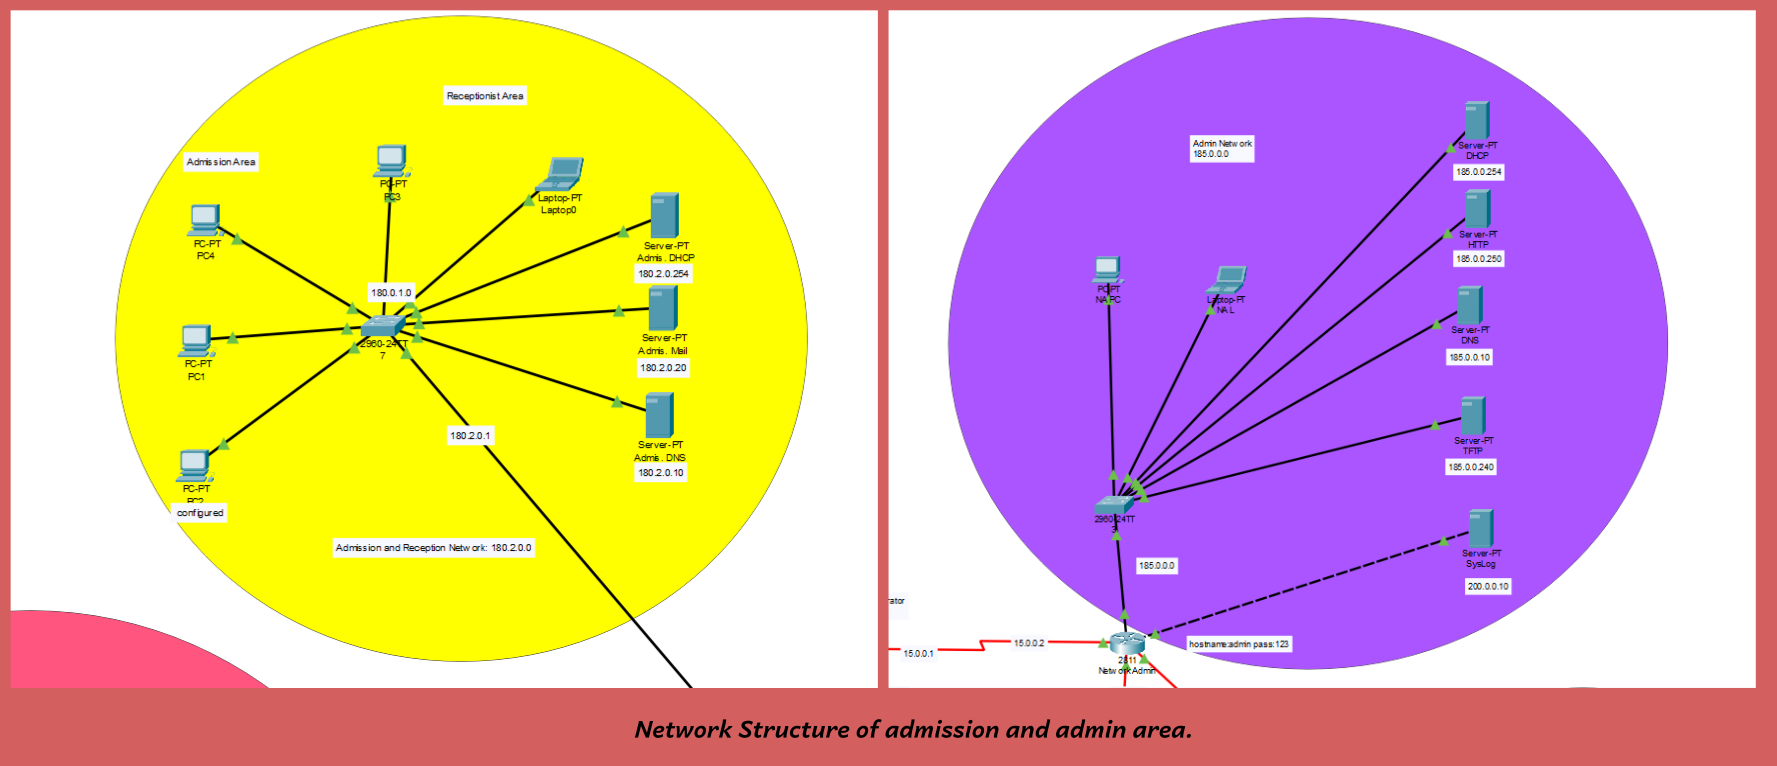 Receptionist Area
Admission Area
PC-PT
PC3
Laptop-PT
Laptop0
PC-PT
PC4
Server-PT
Admis. DHCP
180.2.0.254
180.0.1.0
2960-24TT
7
Server-PT
Admis. Mail
180.2.0.20
PC-PT
PC1
180.2.0.1
Server-PT
Admis. DNS
180.2.0.10
PC-PT
PC2
configured
Admission and Reception Network: 180.2.0.0
Admin Network
185.0.0.0
Server-PT
DHCP
185.0.0.254
Server-PT
HTTP
185.0.0.250
PC-PT
NA PC
Laptop-PT
NA L
Server-PT
DNS
185.0.0.10
Server-PT
TFTP
185.0.0.240
2960-24TT
185.0.0.0
Server-PT
SysLog
200.0.0.10
rator
15.0.0.1
15.0.0.2
hostname:admin pass:123
2811
Network Admin
Network Structure of admission and admin area.